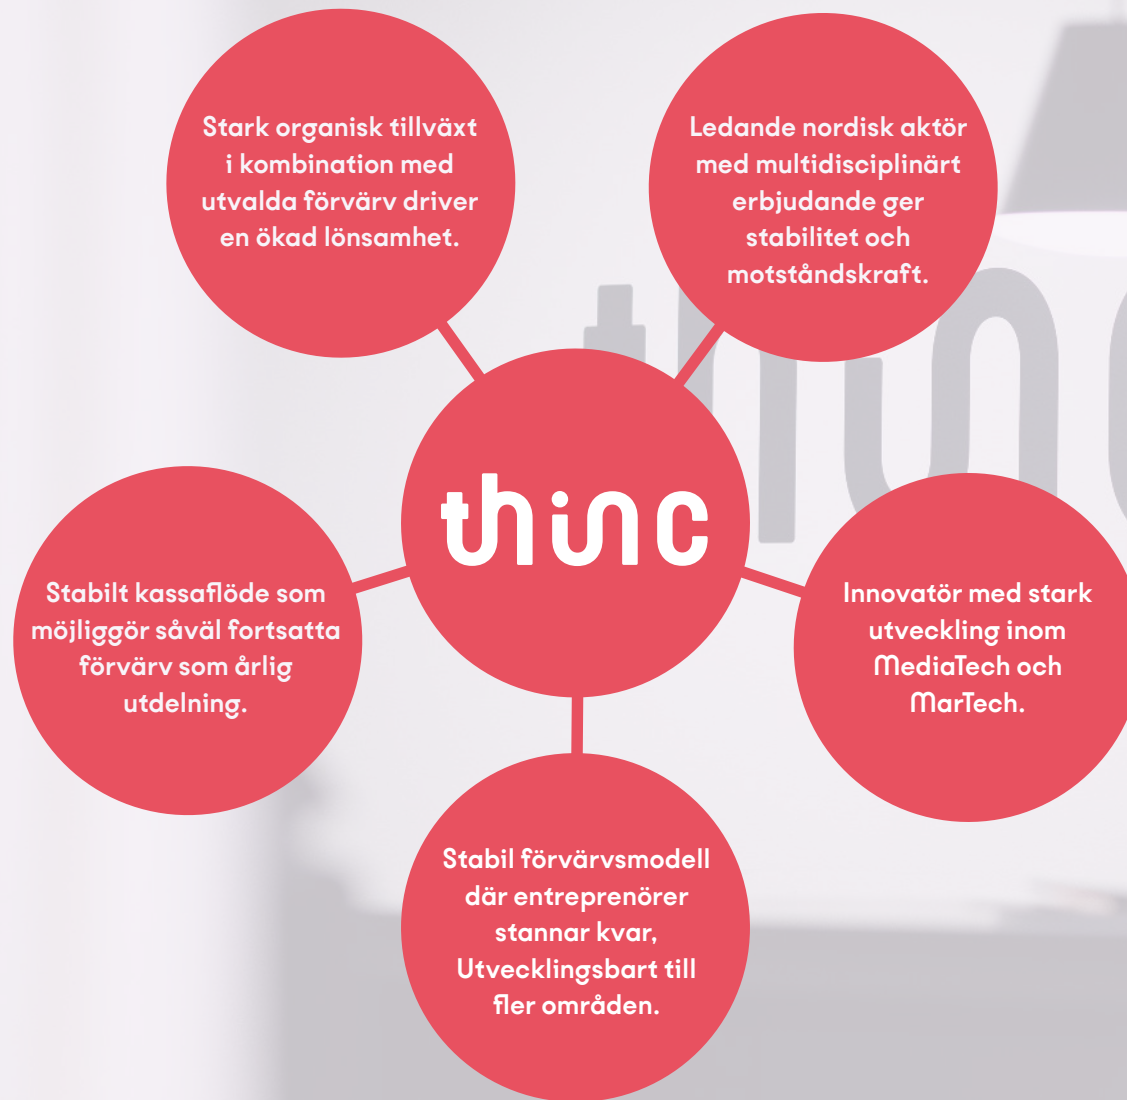 Stark organisk tillväxt
i kombination med
utvalda förvärv driver
en ökad lönsamhet.
Ledande nordisk aktör
med multidisciplinärt
erbjudande ger
stabilitet och
motståndskraft.
thinc
Stabilt kassaflöde som
möjliggör såväl fortsatta
förvärv som årlig
utdelning.
Innovatör med stark
utveckling inom
MediaTech och
MarTech.
Stabil förvärvsmodell
där entreprenörer
stannar kvar,
Utvecklingsbart till
fler områden.
thinc